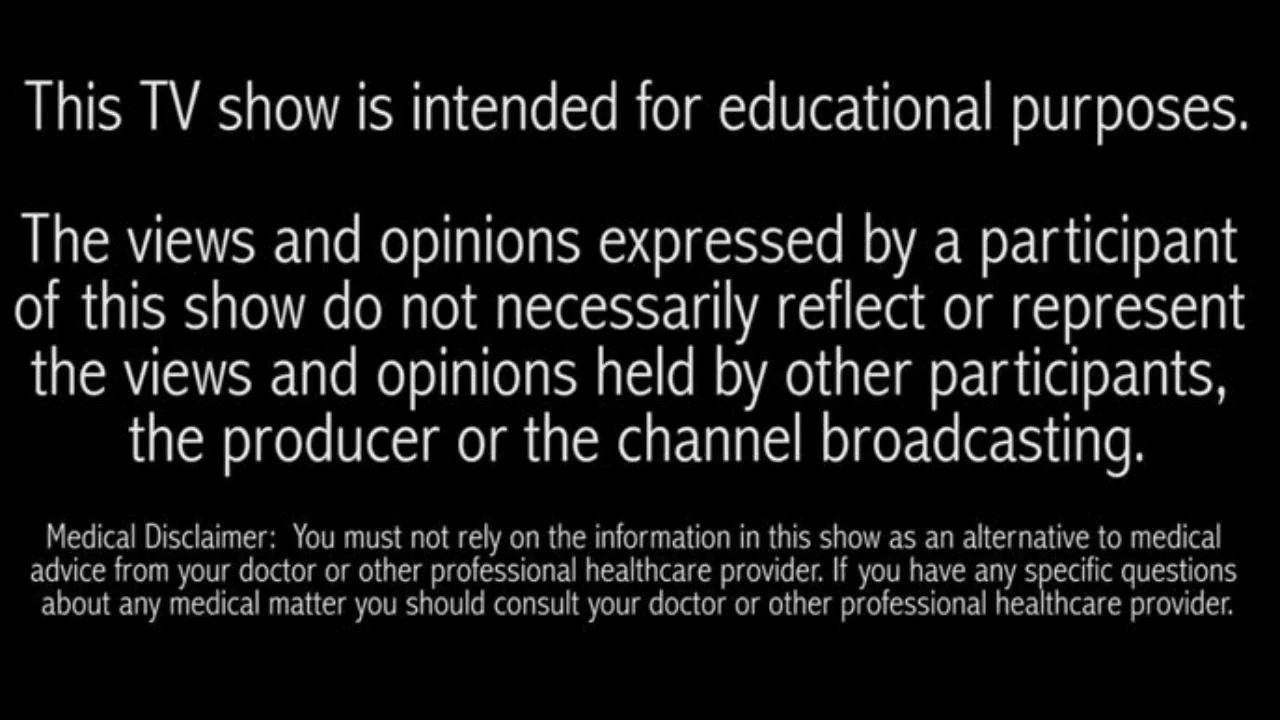 This TV show is intended for educational purposes.
The views and opinions expressed by a participant
of this show do not necessarily reflect or represent
the views and opinions held by other participants,
the producer or the channel broadcasting.
Medical Disclaimer: You must not rely on the information in this show as an alternative to medical
advice from your doctor or other professional healthcare provider. If you have any specific questions
about any medical matter you should consult your doctor or other professional healthcare provider.